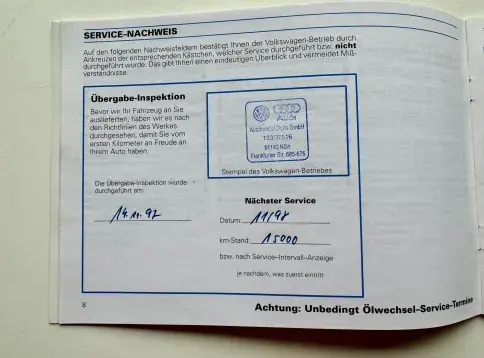 SERVICE–NACHWEIS
Auf den folgenden Nachweisfeldern bestätigt Ihnen der Volkswagen-Betrieb durch
Ankreuzen der entsprechenden Kästchen, welcher Service durchgeführt bzw. nicht
durchgeführt wurde. Das gibt Ihnen einen eindeutigen Überblick und vermeidet Miß-
verständnisse.
Übergabe-Inspektion
Bevor wir Ihr Fahrzeug an Sie
auslieferten, haben wir es nach
den Richtlinien des Werkes
durchgesehen, damit Sie vom
ersten Kilometer an Freude an
Ihrem Auto haben.
Die Übergabe-Inspektion wurde
durchgeführt am:
14.11.97
Audi
51145 Köln
Frankfurter Str. 665-675
Stempel des Volkswagen-Betriebes
Nächster Service
Datum: 11/98
km-Stand: 15000
bzw. nach Service–Intervall–Anzeige
je nachdem, was zuerst eintritt
8
Achtung: Unbedingt Ölwechsel–Service–Termine